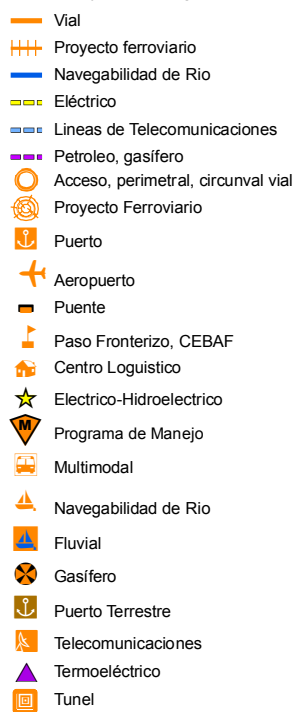 Vial
Proyecto ferroviario
Navegabilidad de Rio
Eléctrico
Lineas de Telecomunicaciones
Petroleo, gasífero
Acceso, perimetral, circunval vial
Proyecto Ferroviario
Puerto
Aeropuerto
Puente
Paso Fronterizo, CEBAF
Centro Loguistico
Electrico-Hidroelectrico
M Programa de Manejo
Multimodal
Navegabilidad de Rio
Fluvial
Gasífero
Puerto Terrestre
Telecomunicaciones
Termoeléctrico
Tunel